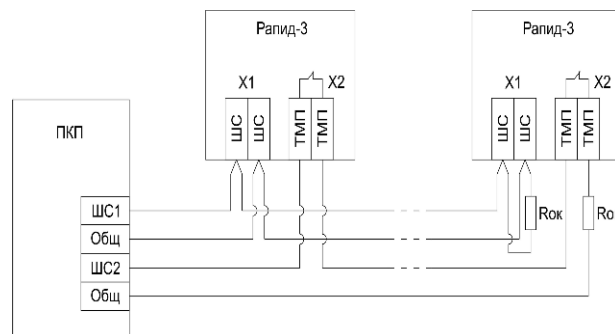 Рапид-3
Рапид-3
X1
X2
X1
X2
ШС
ШС
ТМП
ТМП
ШС
ШС
ТМП
ТМП
ПКП
ШС1
Общ
ШС2
Общ
Rок
Rо